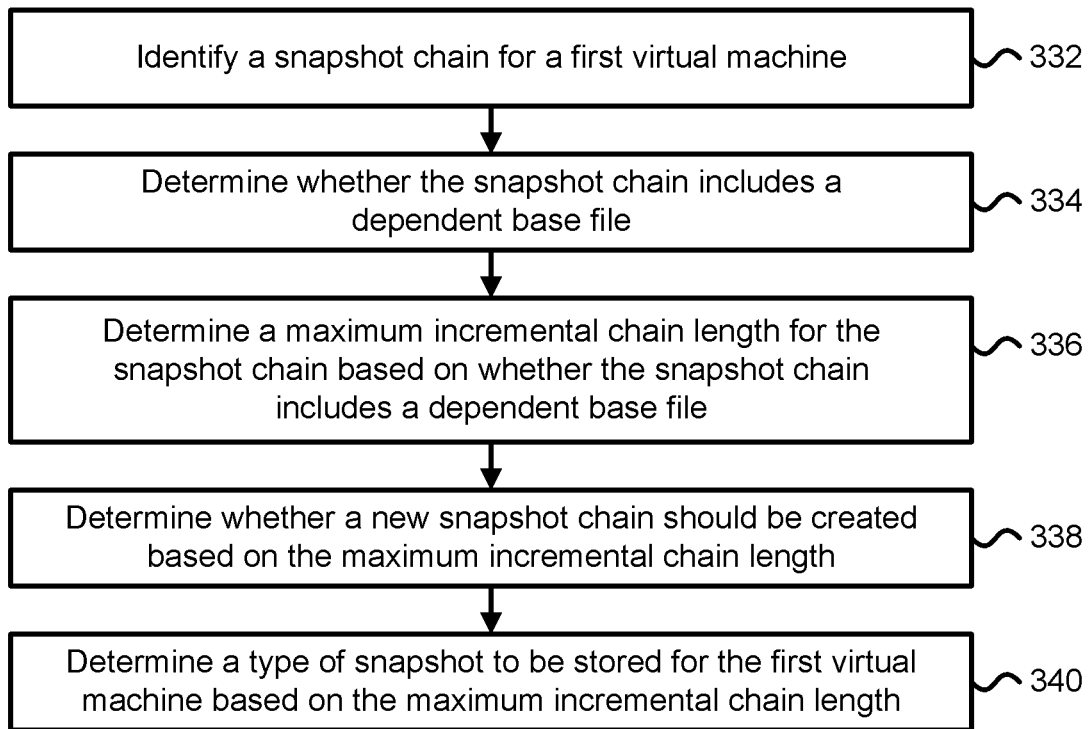 Identify a snapshot chain for a first virtual machine
332
Determine whether the snapshot chain includes a
dependent base file
334
Determine a maximum incremental chain length for the
snapshot chain based on whether the snapshot chain
includes a dependent base file
336
Determine whether a new snapshot chain should be created
based on the maximum incremental chain length
338
Determine a type of snapshot to be stored for the first virtual
machine based on the maximum incremental chain length
340